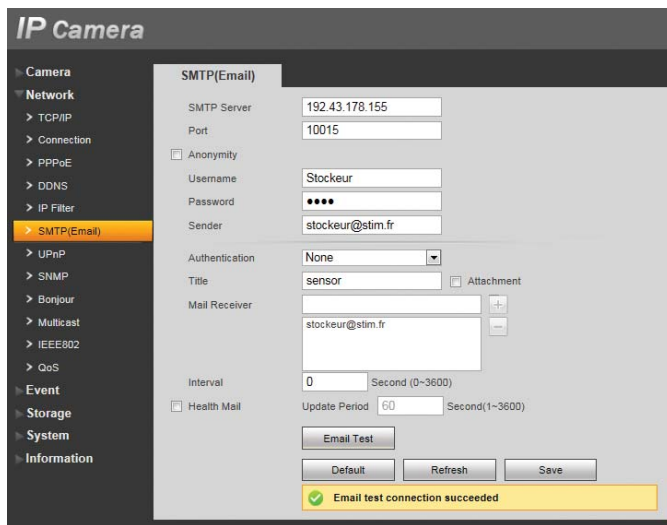 IP Camera
Camera
Network
TCP/IP
Connection
PPPoE
DDNS
IP Filter
SMTP(Email)
UPnP
SNMP
Bonjour
Multicast
IEEE802
QoS
Event
Storage
System
Information
SMTP(Email)
SMTP Server 192.43.178.155
Port 10015
Anonymity
Username Stockeur
Password ••••
Sender stockeur@stim.fr
Authentication None
Title sensor Attachment
Mail Receiver
stockeur@stim.fr
Interval 0 Second (0~3600)
Health Mail Update Period 60 Second(1~3600)
Email Test
Default Refresh Save
Email test connection succeeded